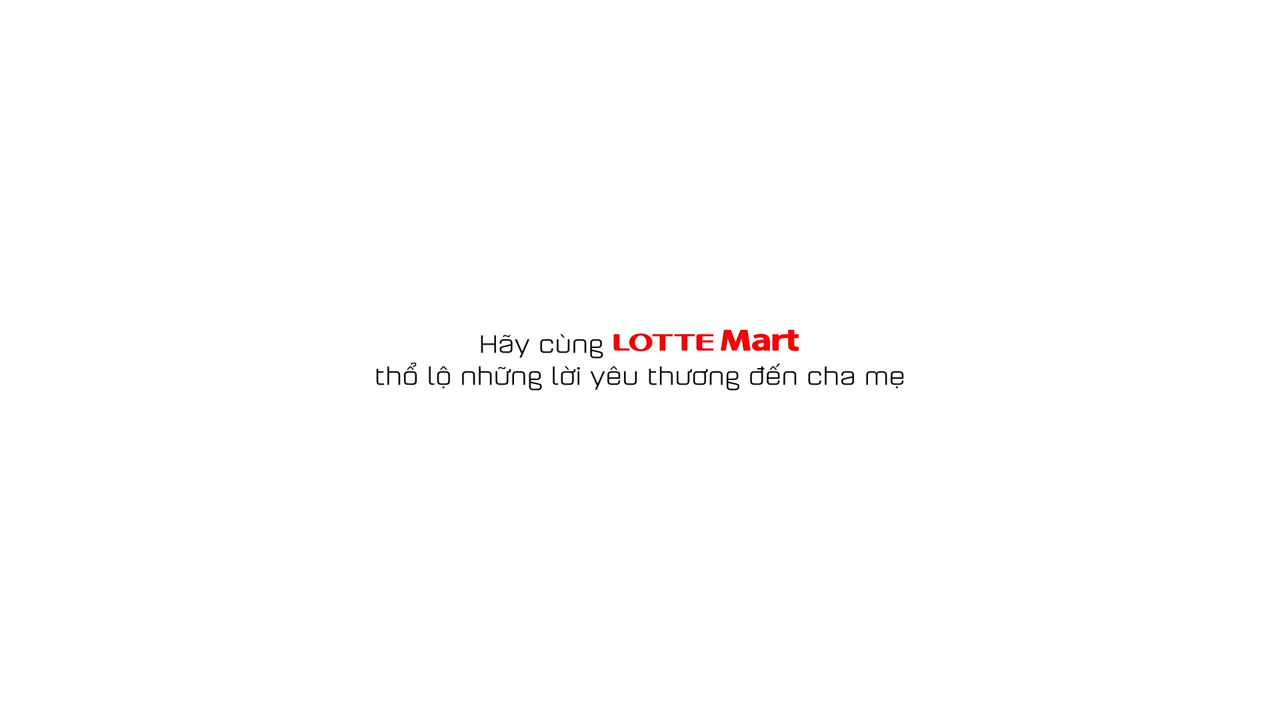 Hãy cùng LOTTE Mart
thổ lộ những lời yêu thương đến cha mẹ